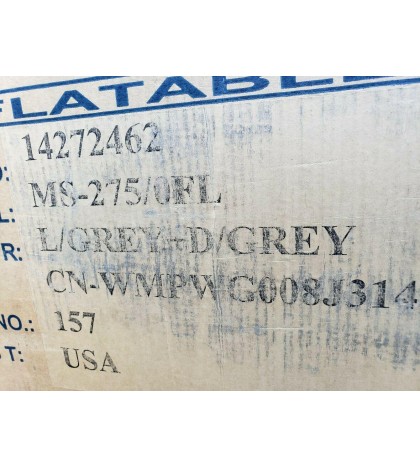 FLATABLE
D: 14272462
L: MS-275/0FL
R: L/GREY+D/GREY
CN-WMPWG008J314
NO.: 157
T: USA